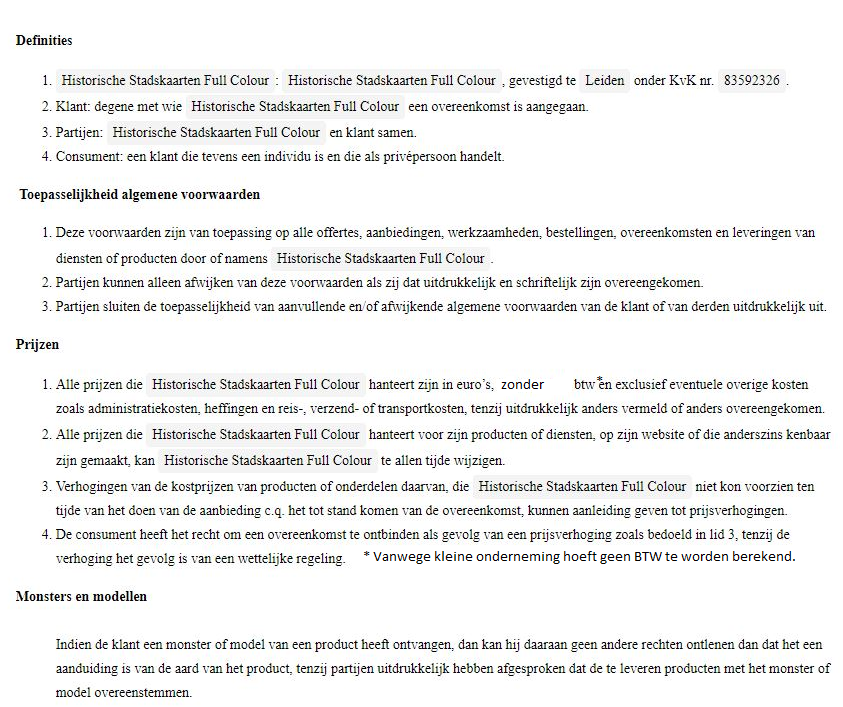 Definities
1. Historische Stadskaarten Full Colour : Historische Stadskaarten Full Colour , gevestigd te Leiden onder KvK nr. 83592326 .
2. Klant: degene met wie Historische Stadskaarten Full Colour een overeenkomst is aangegaan.
3. Partijen: Historische Stadskaarten Full Colour en klant samen.
4. Consument: een klant die tevens een individu is en die als privépersoon handelt.
Toepasselijkheid algemene voorwaarden
1. Deze voorwaarden zijn van toepassing op alle offertes, aanbiedingen, werkzaamheden, bestellingen, overeenkomsten en leveringen van
diensten of producten door of namens Historische Stadskaarten Full Colour .
2. Partijen kunnen alleen afwijken van deze voorwaarden als zij dat uitdrukkelijk en schriftelijk zijn overeengekomen.
3. Partijen sluiten de toepasselijkheid van aanvullende en/of afwijkende algemene voorwaarden van de klant of van derden uitdrukkelijk uit.
Prijzen
1. Alle prijzen die Historische Stadskaarten Full Colour hanteert zijn in euro’s, zonder btw * en exclusief eventuele overige kosten
zoals administratiekosten, heffingen en reis-, verzend- of transportkosten, tenzij uitdrukkelijk anders vermeld of anders overeengekomen.
2. Alle prijzen die Historische Stadskaarten Full Colour hanteert voor zijn producten of diensten, op zijn website of die anderszins kenbaar
zijn gemaakt, kan Historische Stadskaarten Full Colour te allen tijde wijzigen.
3. Verhogingen van de kostprijzen van producten of onderdelen daarvan, die Historische Stadskaarten Full Colour niet kon voorzien ten
tijde van het doen van de aanbieding c.q. het tot stand komen van de overeenkomst, kunnen aanleiding geven tot prijsverhogingen.
4. De consument heeft het recht om een overeenkomst te ontbinden als gevolg van een prijsverhoging zoals bedoeld in lid 3, tenzij de
verhoging het gevolg is van een wettelijke regeling. * Vanwege kleine onderneming hoeft geen BTW te worden berekend.
Monsters en modellen
Indien de klant een monster of model van een product heeft ontvangen, dan kan hij daaraan geen andere rechten ontlenen dan dat het een
aanduiding is van de aard van het product, tenzij partijen uitdrukkelijk hebben afgesproken dat de te leveren producten met het monster of
model overeenstemmen.